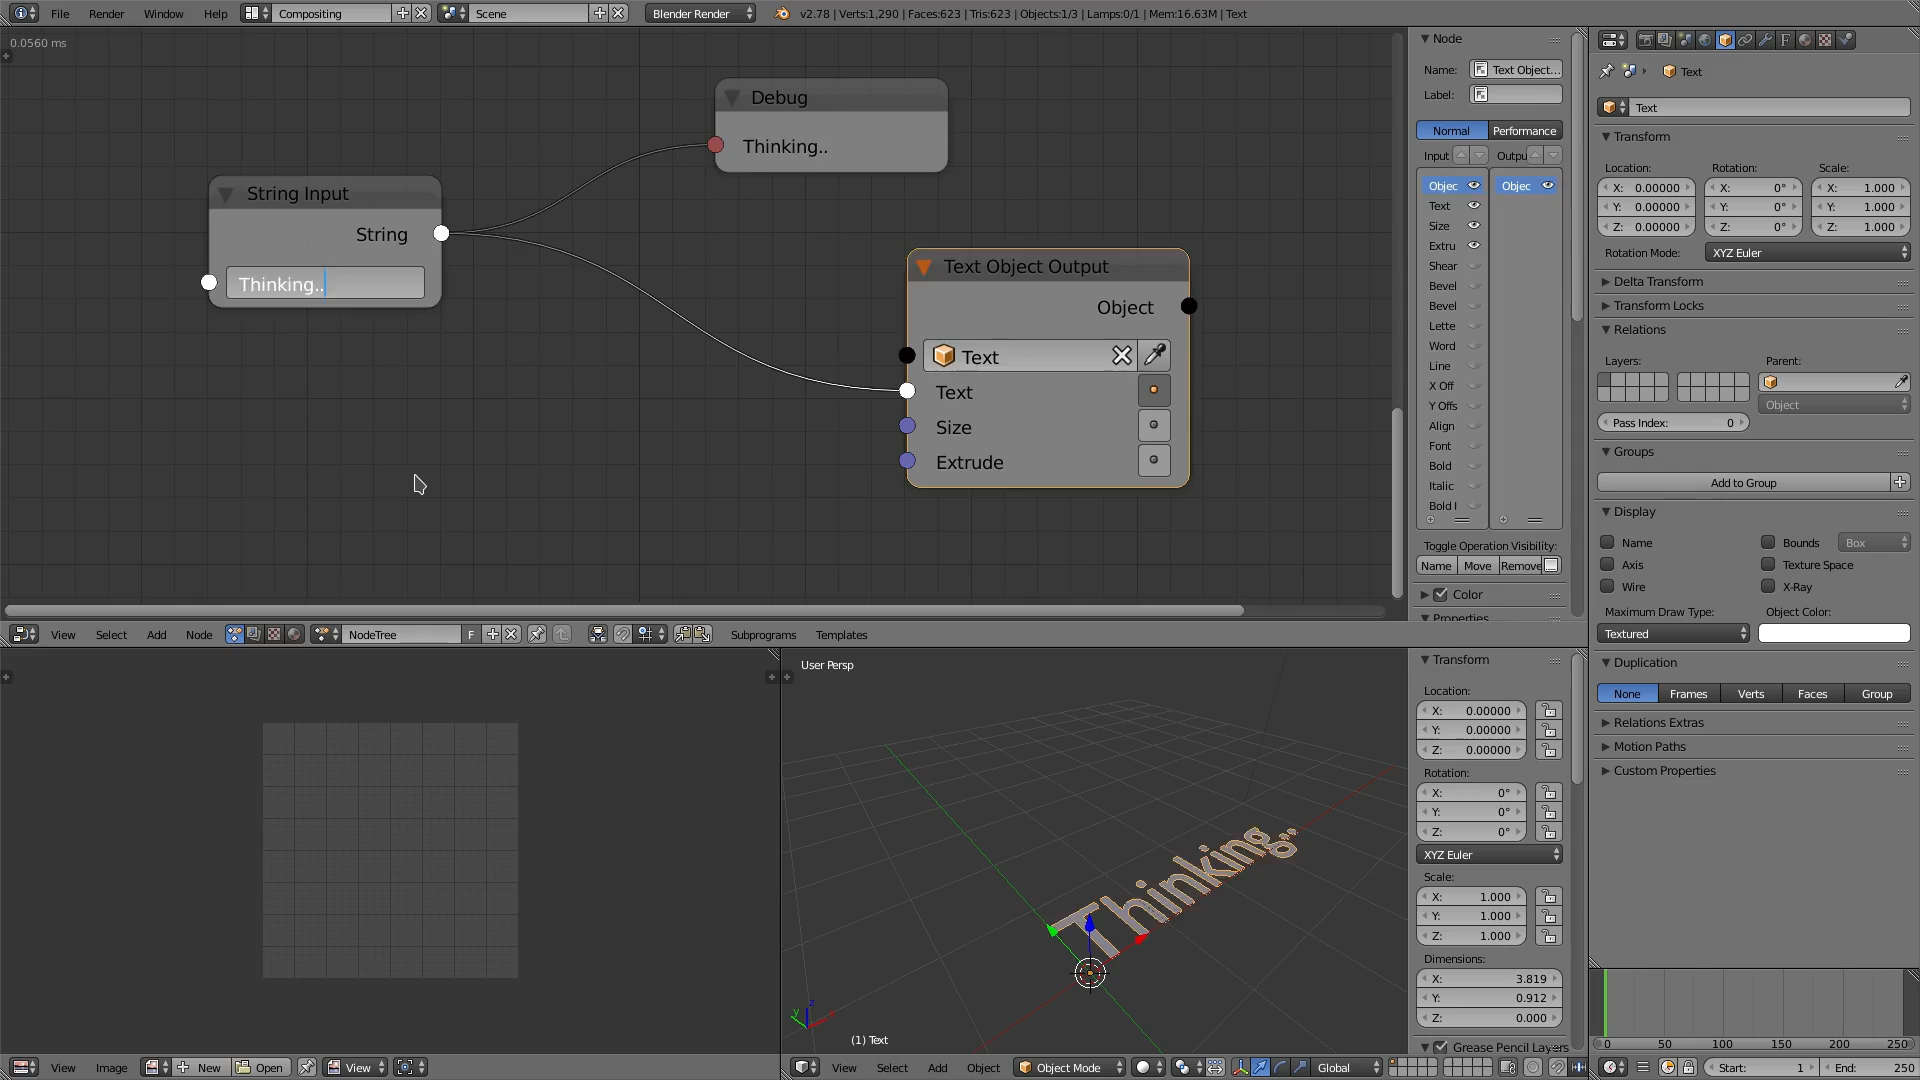 File Render Window Help Compositing Scene Blender Render v2.78 | Verts:1,290 | Faces:623 | Tris:623 | Objects:1/3 | Lamps:0/1 | Mem:16.63M | Text
0.0560 ms
Debug
Thinking..
String Input
String
Thinking..
Text Object Output
Object
Text
Text
Size
Extrude
Node
Name: Text Object...
Label:
Normal Performance
Input Outpu
Objec Objec
Text
Size
Extru
Shear
Bevel
Bevel
Lette
Word
Line
X Off
Y Offs
Align
Font
Bold
Italic
Bold I
Toggle Operation Visibility:
Name Move Remove
Color
Properties
View Select Add Node NodeTree F Subprograms Templates
Text
Text
Transform
Location: Rotation: Scale:
X: 0.00000 X: 0° X: 1.000
Y: 0.00000 Y: 0° Y: 1.000
Z: 0.00000 Z: 0° Z: 1.000
Rotation Mode: XYZ Euler
Delta Transform
Transform Locks
Relations
Layers: Parent:
Object
Pass Index: 0
Groups
Add to Group
Display
Name Bounds Box
Axis Texture Space
Wire X-Ray
Maximum Draw Type: Object Color:
Textured
Duplication
None Frames Verts Faces Group
Relations Extras
Motion Paths
Custom Properties
User Persp
Thinking..
(1) Text
Transform
Location:
X: 0.00000
Y: 0.00000
Z: 0.00000
Rotation:
X: 0°
Y: 0°
Z: 0°
XYZ Euler
Scale:
X: 1.000
Y: 1.000
Z: 1.000
Dimensions:
X: 3.819
Y: 0.912
Z: 0.000
Grease Pencil Layers
View Image New Open View
View Select Add Object Object Mode Global
0 50 100 150 200 250
Start: 1 End: 250
x
y
z